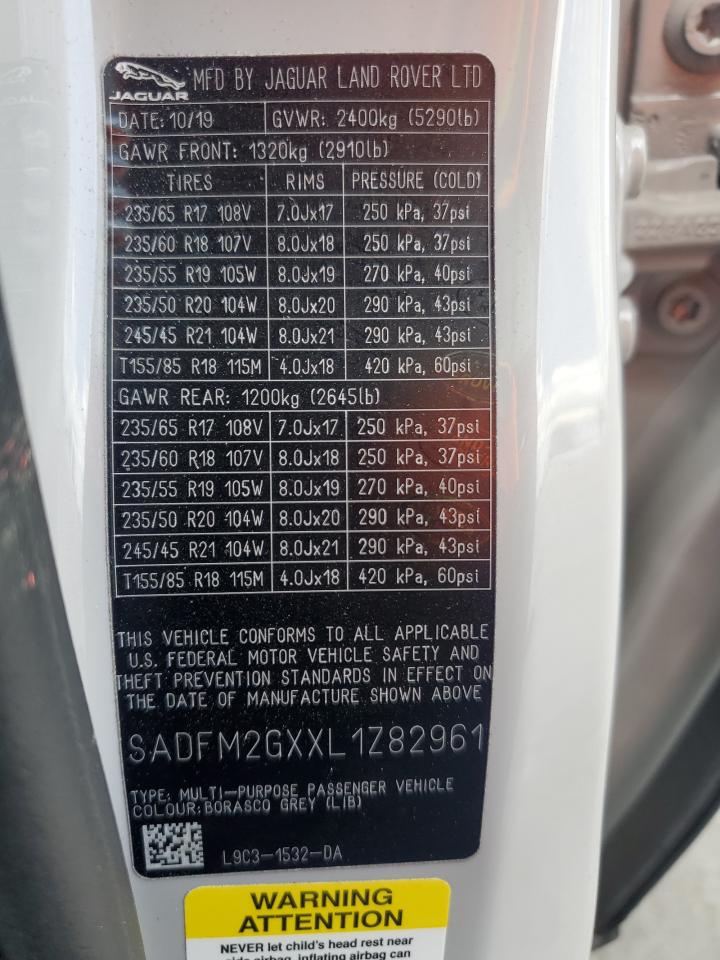 JAGUAR
MFD BY JAGUAR LAND ROVER LTD
DATE: 10/19 GVWR: 2400kg (5290lb)
GAWR FRONT: 1320kg (2910lb)
TIRES RIMS PRESSURE (COLD)
235/65 R17 108V 7.0Jx17 250 kPa, 37psi
235/60 R18 107V 8.0Jx18 250 kPa, 37psi
235/55 R19 105W 8.0Jx19 270 kPa, 40psi
235/50 R20 104W 8.0Jx20 290 kPa, 43psi
245/45 R21 104W 8.0Jx21 290 kPa, 43psi
T155/85 R18 115M 4.0Jx18 420 kPa, 60psi
GAWR REAR: 1200kg (2645lb)
235/65 R17 108V 7.0Jx17 250 kPa, 37psi
235/60 R18 107V 8.0Jx18 250 kPa, 37psi
235/55 R19 105W 8.0Jx19 270 kPa, 40psi
235/50 R20 104W 8.0Jx20 290 kPa, 43psi
245/45 R21 104W 8.0Jx21 290 kPa, 43psi
T155/85 R18 115M 4.0Jx18 420 kPa, 60psi
THIS VEHICLE CONFORMS TO ALL APPLICABLE
U.S. FEDERAL MOTOR VEHICLE SAFETY AND
THEFT PREVENTION STANDARDS IN EFFECT ON
THE DATE OF MANUFACTURE SHOWN ABOVE
SADFM2GXXL1Z82961
TYPE: MULTI-PURPOSE PASSENGER VEHICLE
COLOUR: BORASCO GREY (LIB)
L9C3-1532-DA
WARNING
ATTENTION
NEVER let child's head rest near
side airbag, inflating airbag can